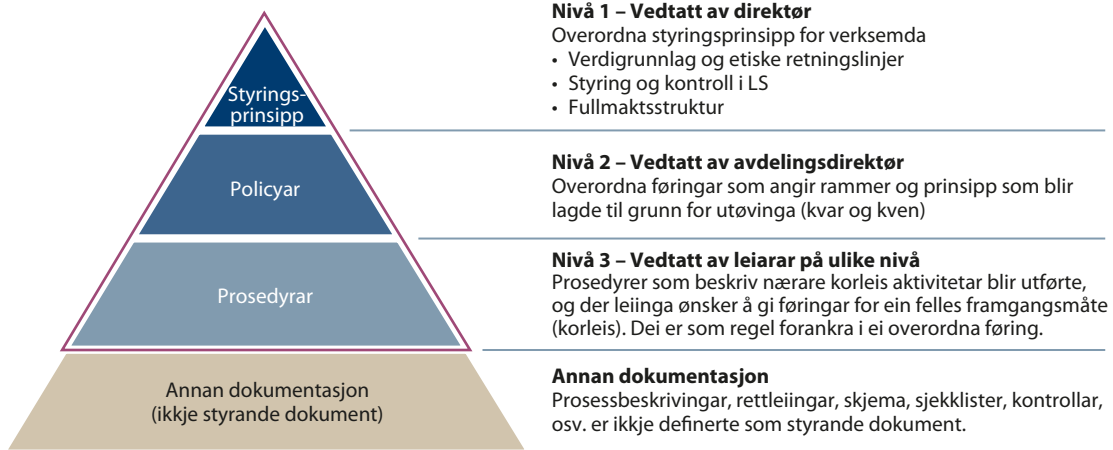 Styrings-
prinsipp
Policyar
Prosedyrar
Annan dokumentasjon
(ikkje styrande dokument)
Nivå 1 – Vedtatt av direktør
Overordna styringsprinsipp for verksemda
• Verdigrunnlag og etiske retningslinjer
• Styring og kontroll i LS
• Fullmaktsstruktur
Nivå 2 – Vedtatt av avdelingsdirektør
Overordna føringar som angir rammer og prinsipp som blir
lagde til grunn for utøvinga (kvar og kven)
Nivå 3 – Vedtatt av leiarar på ulike nivå
Prosedyrer som beskriv nærare korleis aktivitetar blir utførte,
og der leiinga ønsker å gi føringar for ein felles framgangsmåte
(korleis). Dei er som regel forankra i ei overordna føring.
Annan dokumentasjon
Prosessbeskrivingar, rettleiingar, skjema, sjekklister, kontrollar,
osv. er ikkje definerte som styrande dokument.